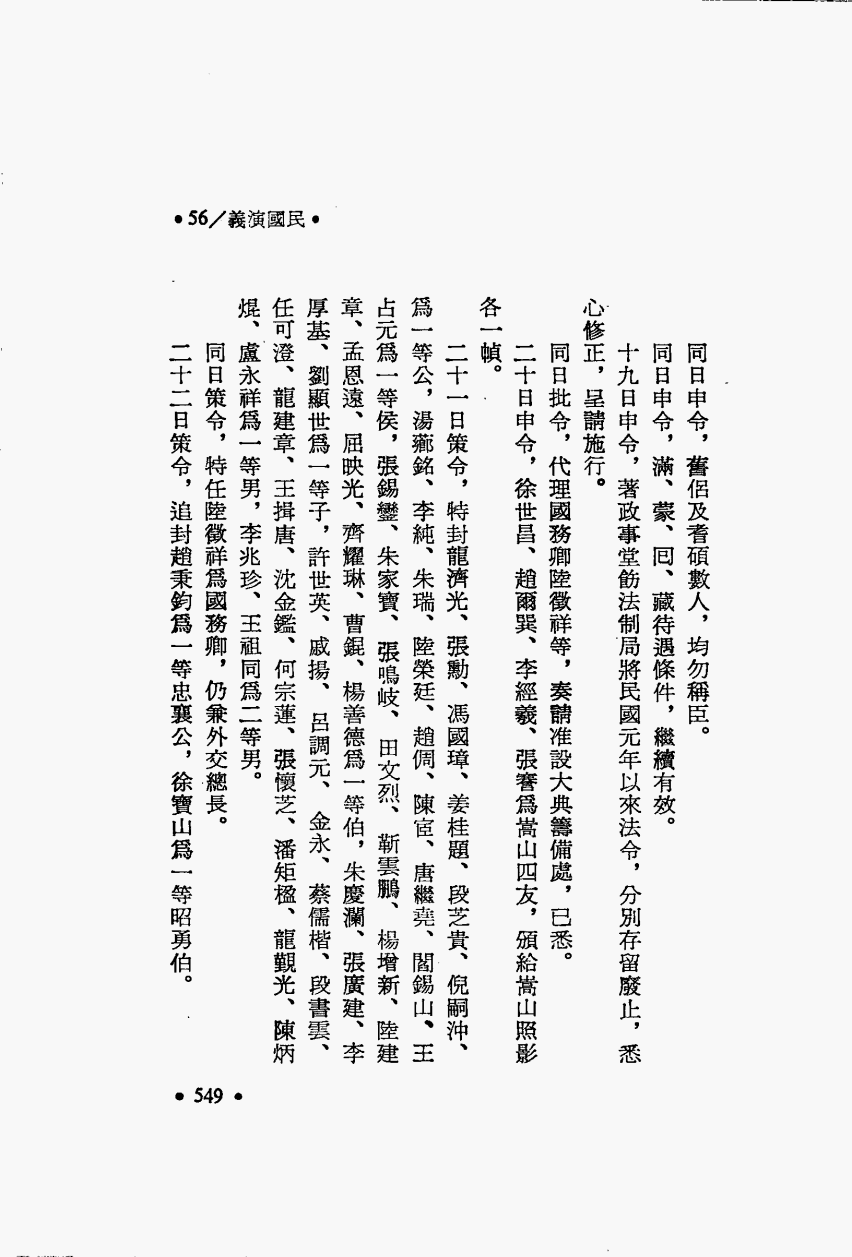 •56／義演國民•
同日申令，舊侶及耆碩數人，均勿稱臣。
同日申令，滿、蒙、回、藏待遇條件，繼續有效。
十九日申令，著政事堂飭法制局將民國元年以來法令，分別存留廢止，悉
心修正，呈請施行。
同日批令，代理國務卿陸徵祥等，奏請准設大典籌備處，已悉。
二十日申令，徐世昌、趙爾巽、李經羲、張謇爲嵩山四友，頒給嵩山照影
各一幀。
二十一日策令，特封龍濟光、張勳、馮國璋、姜桂題、段芝貴、倪嗣沖、
爲一等公，湯薌銘、李純、朱瑞、陸榮廷、趙倜、陳宧、唐繼堯、閻錫山、王
占元爲一等侯，張錫鑾、朱家寶、張鳴岐、田文烈、靳雲鵬、楊增新、陸建
章、孟恩遠、屈映光、齊耀琳、曹錕、楊善德爲一等伯，朱慶瀾、張廣建、李
厚基、劉顯世爲一等子，許世英、戚揚、呂調元、金永、蔡儒楷、段書雲、
任可澄、龍建章、王揖唐、沈金鑑、何宗蓮、張懷芝、潘矩楹、龍覲光、陳炳
焜、盧永祥爲一等男，李兆珍、王祖同爲二等男。
同日策令，特任陸徵祥爲國務卿，仍兼外交總長。
二十二日策令，追封趙秉鈞爲一等忠襄公，徐寶山爲一等昭勇伯。
•549•